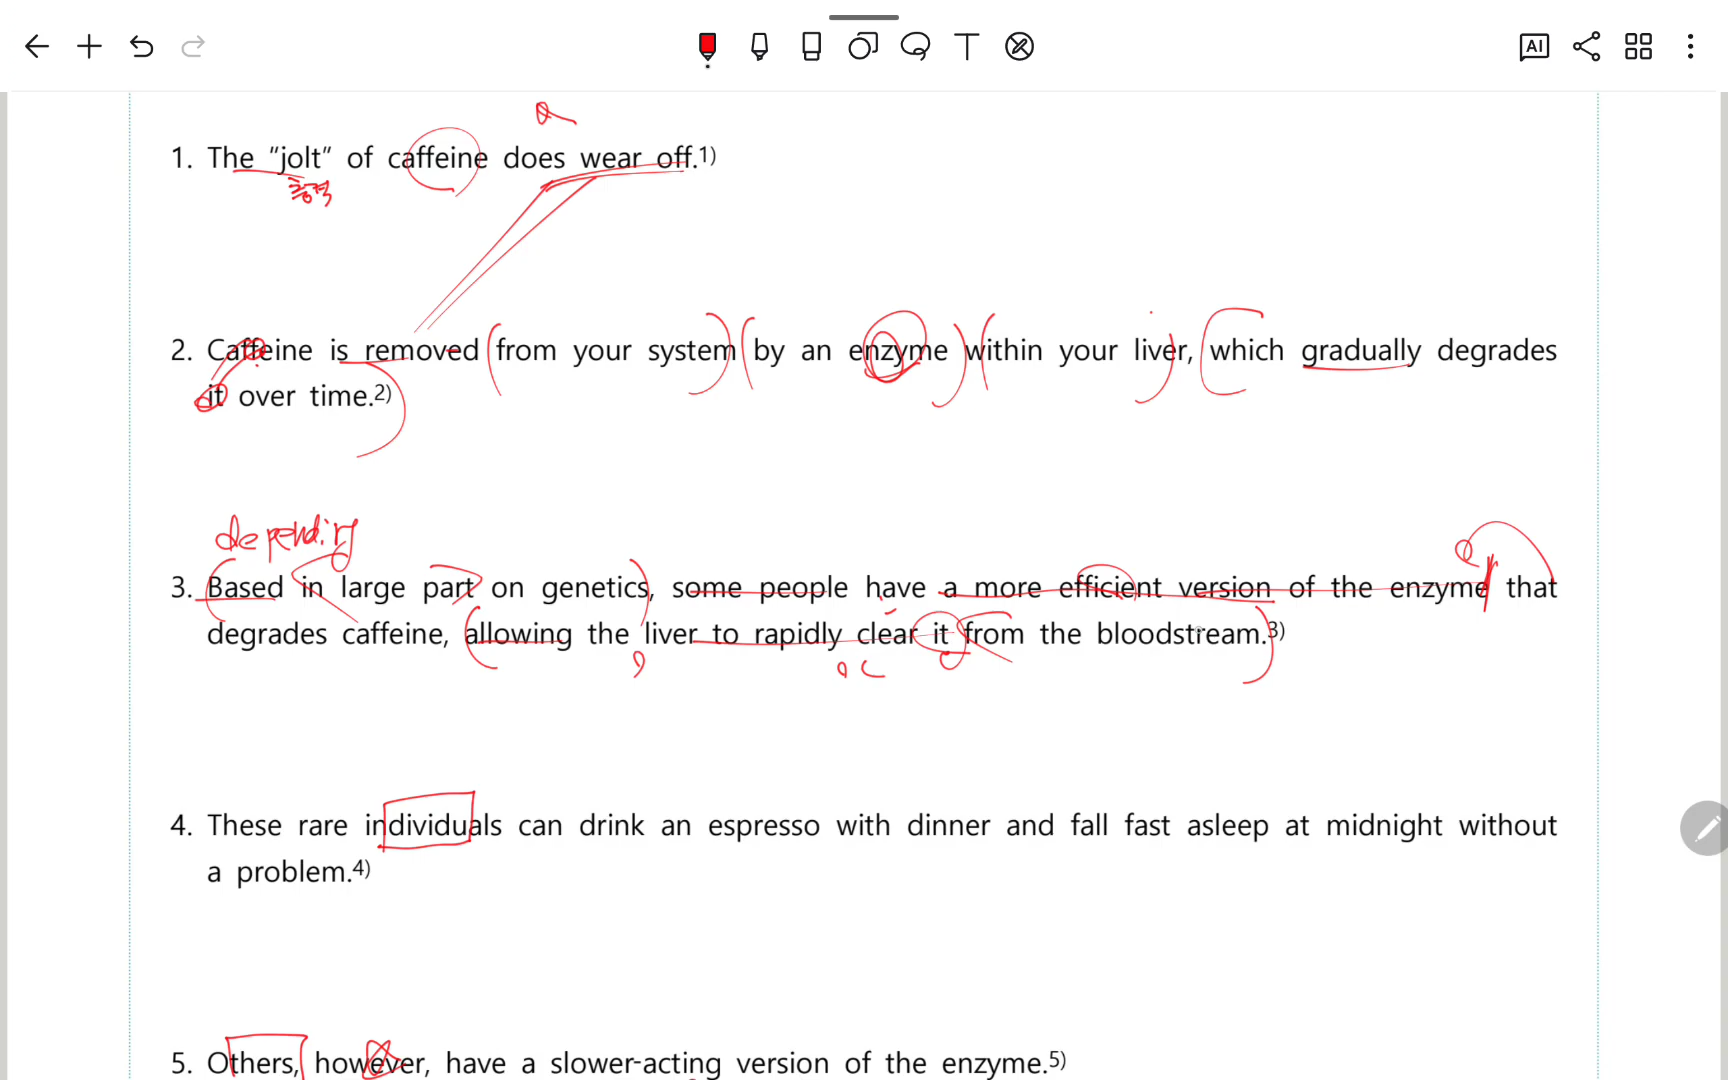 AI
1. The "jolt" of caffeine does wear off.1)
충격
2. Caffeine is removed from your system by an enzyme within your liver, which gradually degrades
it over time.2)
depending
3. Based in large part on genetics, some people have a more efficient version of the enzyme that
degrades caffeine, allowing the liver to rapidly clear it from the bloodstream.3)
4. These rare individuals can drink an espresso with dinner and fall fast asleep at midnight without
a problem.4)
5. Others, however, have a slower-acting version of the enzyme.5)